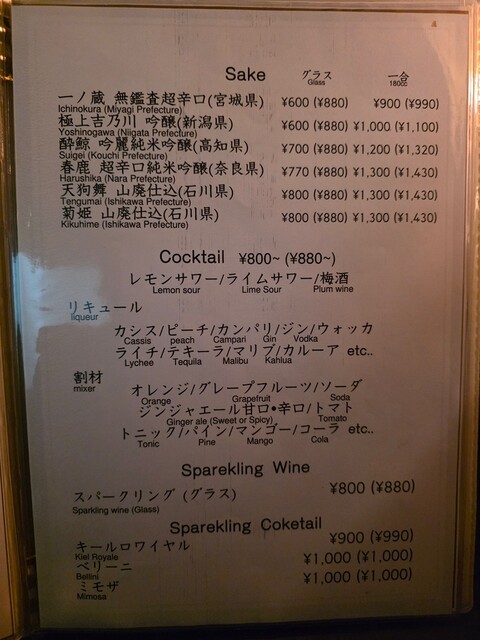 Sake グラス 一合
Glass 180cc
一ノ蔵 無鑑査超辛口(宮城県) ¥600 (¥880) ¥900 (¥990)
Ichinokura (Miyagi Prefecture)
極上吉乃川 吟醸(新潟県) ¥600 (¥880) ¥1,000 (¥1,100)
Yoshinogawa (Niigata Prefecture)
酔鯨 吟麗純米吟醸(高知県) ¥700 (¥880) ¥1,200 (¥1,320)
Suigei (Kouchi Prefecture)
春鹿 超辛口純米吟醸(奈良県) ¥770 (¥880) ¥1,300 (¥1,430)
Harushika (Nara Prefecture)
天狗舞 山廃仕込(石川県) ¥800 (¥880) ¥1,300 (¥1,430)
Tengumai (Ishikawa Prefecture)
菊姫 山廃仕込(石川県) ¥800 (¥880) ¥1,300 (¥1,430)
Kikuhime (Ishikawa Prefecture)
Cocktail ¥800~ (¥880~)
レモンサワー/ライムサワー/梅酒
Lemon sour Lime Sour Plum wine
リキュール
liqueur
カシス/ピーチ/カンパリ/ジン/ウォッカ
Cassis peach Campari Gin Vodka
ライチ/テキーラ/マリブ/カルーア etc..
Lychee Tequila Malibu Kahlua
割材
mixer
オレンジ/グレープフルーツ/ソーダ
Orange Grapefruit Soda
ジンジャエール甘口•辛口/トマト
Ginger ale (Sweet or Spicy) Tomato
トニック/パイン/マンゴー/コーラ etc..
Tonic Pine Mango Cola
Sparekling Wine
スパークリング (グラス) ¥800 (¥880)
Sparkling wine (Glass)
Sparekling Coketail
キールロワイヤル ¥900 (¥990)
Kiel Royale
ベリーニ ¥1,000 (¥1,000)
Bellini
ミモザ ¥1,000 (¥1,000)
Mimosa